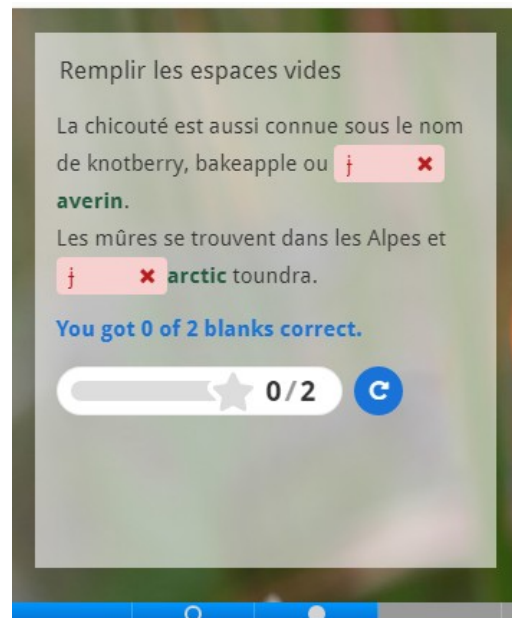 Remplir les espaces vides
La chicouté est aussi connue sous le nom
de knotberry, bakeapple ou j
averin.
Les mûres se trouvent dans les Alpes et
j arctic toundra.
You got 0 of 2 blanks correct.
0/2